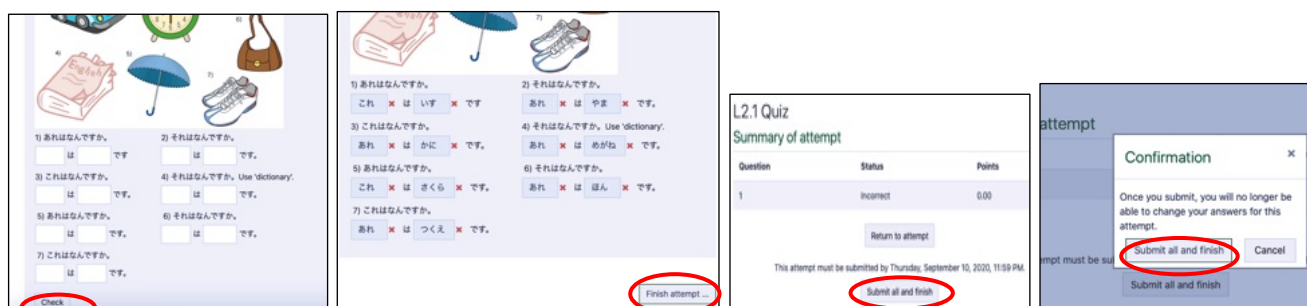 6)
4)
5)
7)
English
1) あれはなんですか。
は
です
2) それはなんですか。
は
です。
3) これはなんですか。
は
です。
4) それはなんですか。Use 'dictionary'.
は
です。
5) あれはなんですか。
は
です。
6) それはなんですか。
は
です。
7) これはなんですか。
は
です。
Check
7)
English
1) あれはなんですか。
これ × は いす × です
2) それはなんですか。
あれ × は やま × です。
3) これはなんですか。
あれ × は かに × です。
4) それはなんですか。Use 'dictionary'.
あれ × は めがね × です。
5) あれはなんですか。
これ × は さくら × です。
6) それはなんですか。
あれ × は ほん × です。
7) これはなんですか。
あれ × は つくえ × です。
Finish attempt ...
L2.1 Quiz
Summary of attempt
Question Status Points
1 Incorrect 0.00
Return to attempt
This attempt must be submitted by Thursday, September 10, 2020, 11:59 PM.
Submit all and finish
attempt
Confirmation ×
Once you submit, you will no longer be
able to change your answers for this
attempt.
Submit all and finish Cancel
empt must be su
Submit all and finish